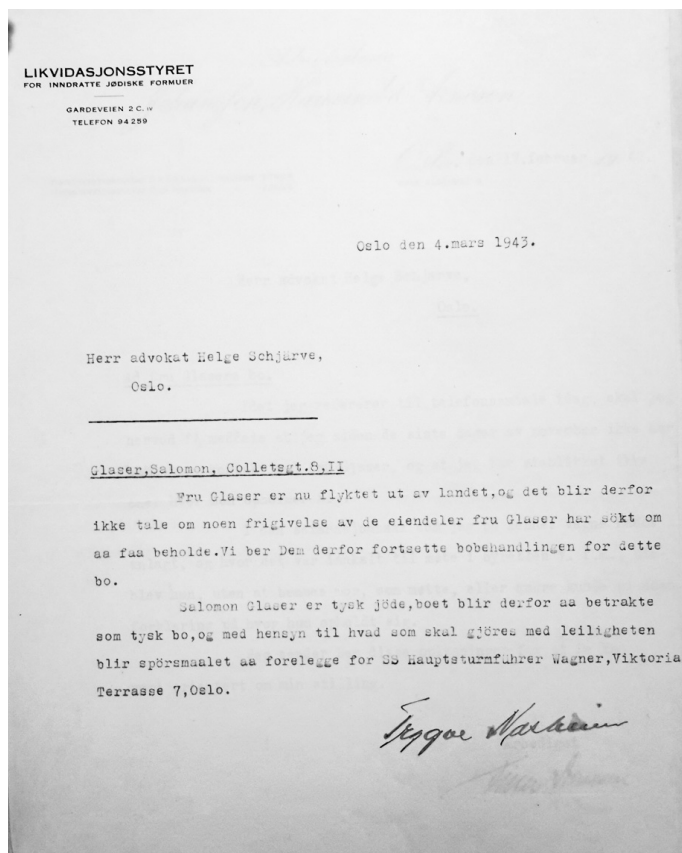 LIKVIDASJONSSTYRET
FOR INNDRATTE JØDISKE FORMUER
GARDEVEIEN 2 C. IV
TELEFON 94259
Oslo den 4.mars 1943.
Herr advokat Helge Schjärve,
Oslo.
Glaser,Salomon, Colletsgt.8,II
Fru Glaser er nu flyktet ut av landet,og det blir derfor
ikke tale om noen frigivelse av de eiendeler fru Glaser har sökt om
aa faa beholde.Vi ber Dem derfor fortsette bobehandlingen for dette
bo.
Salomon Glaser er tysk jöde,boet blir derfor aa betrakte
som tysk bo,og med hensyn til hvad som skal gjöres med leiligheten
blir spörsmaalet aa forelegge for SS Hauptsturmführer Wagner,Viktoria
Terrasse 7,Oslo.